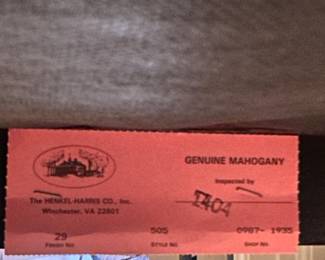 GENUINE MAHOGANY
Inspected by
1404
The HENKEL-HARRIS CO., Inc.
Winchester, VA 22601
29 505 0987- 1935
FINISH NO. STYLE NO. SHOP NO.